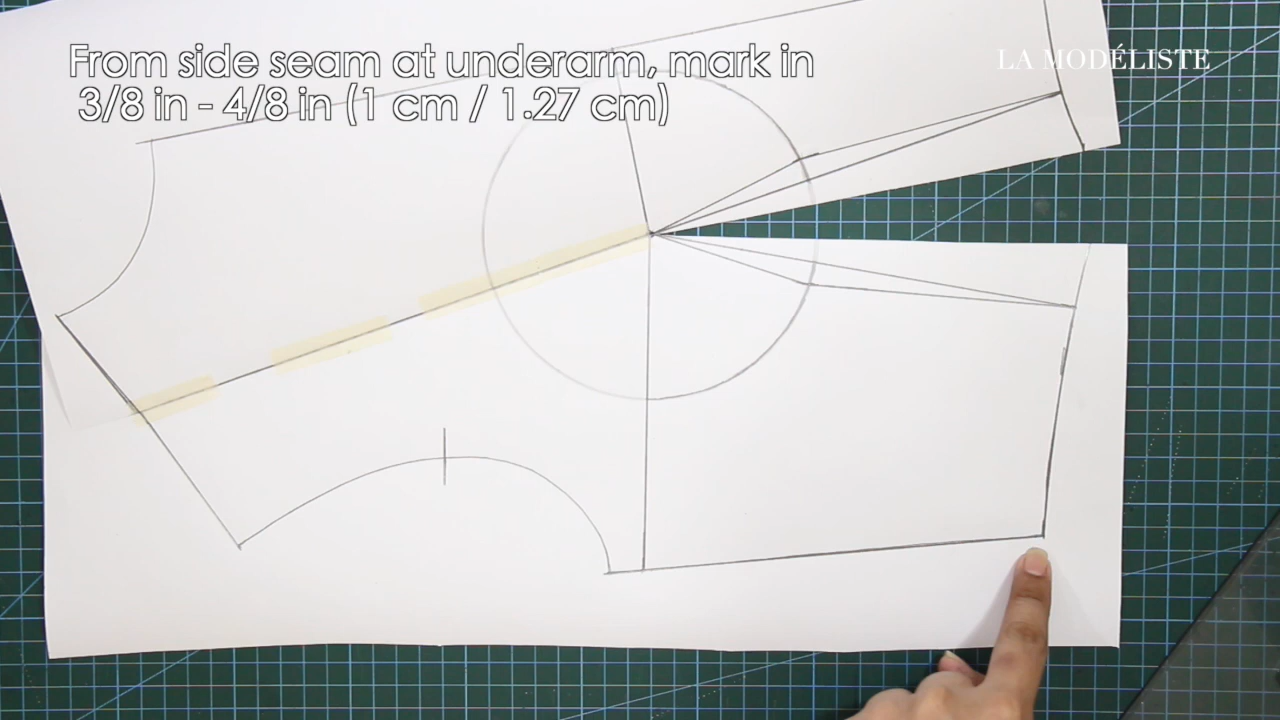 From side seam at underarm, mark in
3/8 in - 4/8 in (1 cm / 1.27 cm)
LA MODÉLISTE